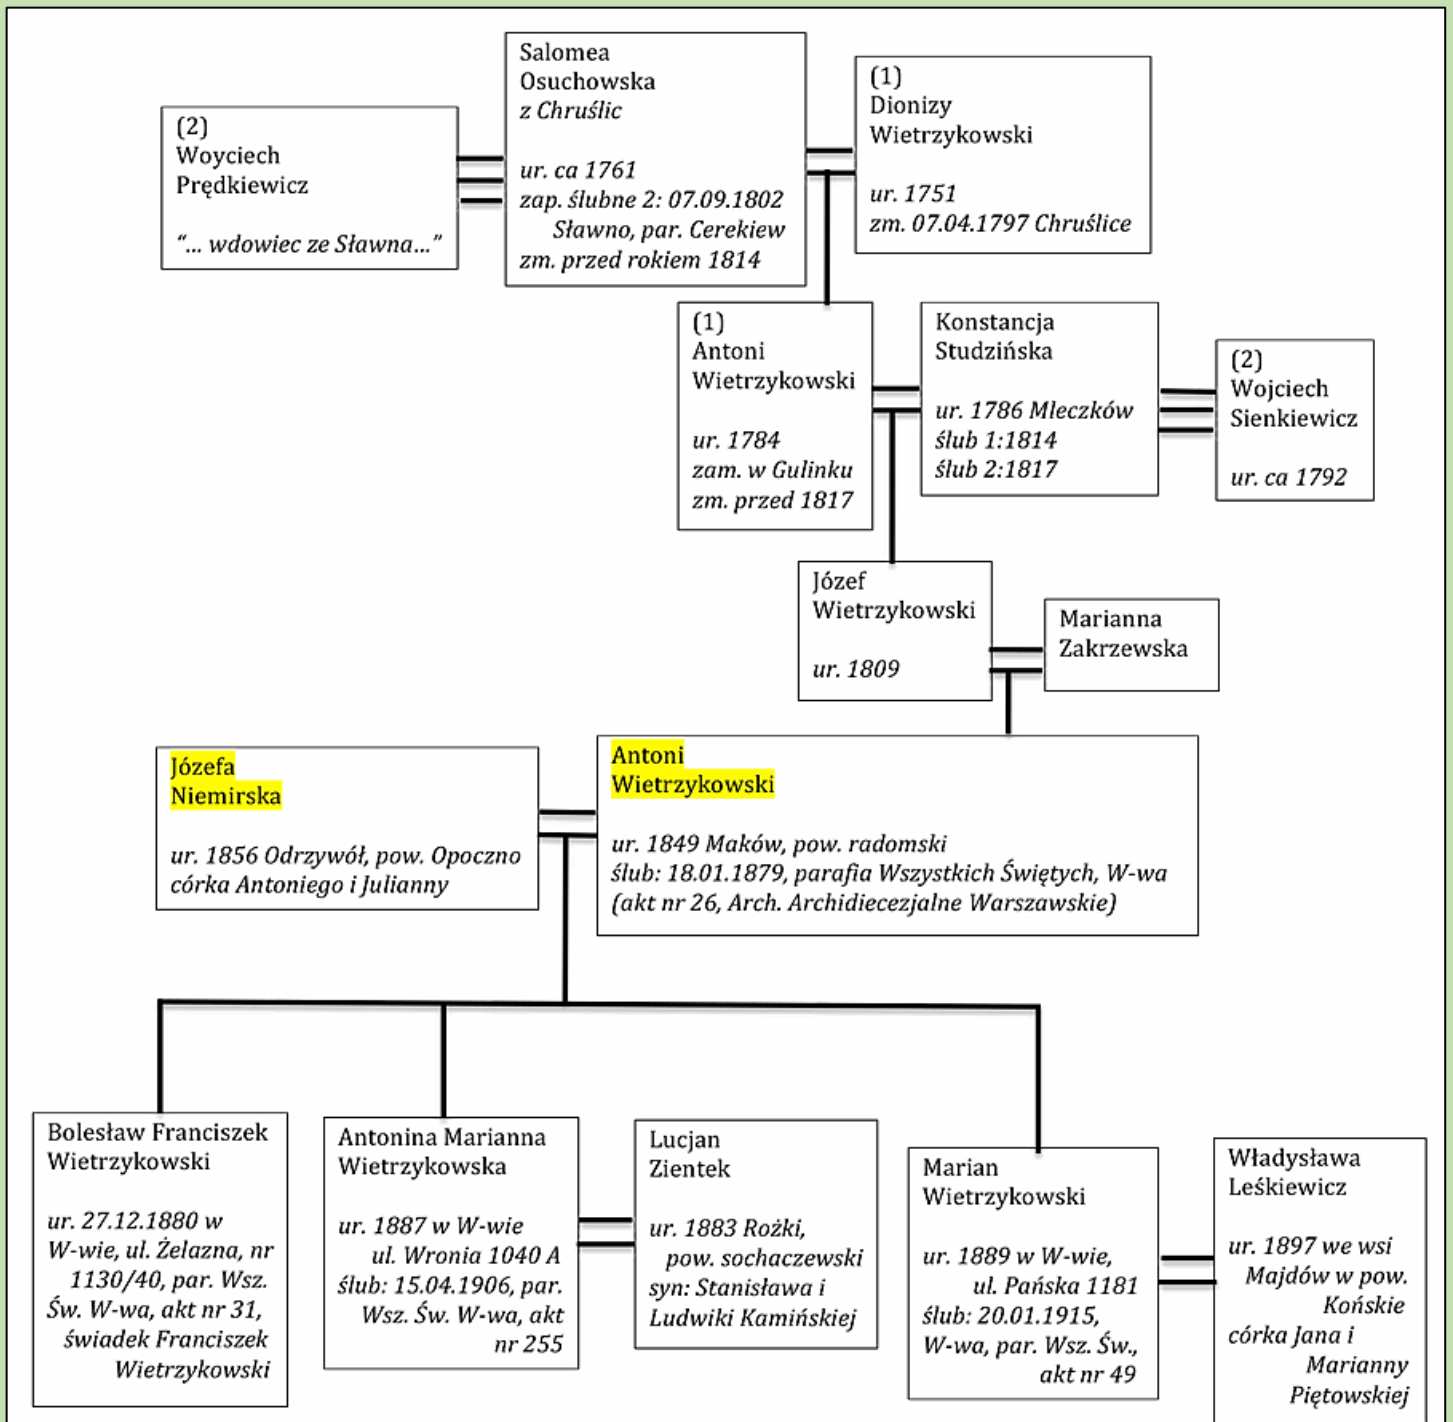 (2)
Woyciech
Prędkiewicz
“... wdowiec ze Sławna...”
Salomea
Osuchowska
z Chruślic
ur. ca 1761
zap. ślubne 2: 07.09.1802
Sławno, par. Cerekiew
zm. przed rokiem 1814
(1)
Dionizy
Wietrzykowski
ur. 1751
zm. 07.04.1797 Chruślice
(1)
Antoni
Wietrzykowski
ur. 1784
zam. w Gulinku
zm. przed 1817
Konstancja
Studzińska
ur. 1786 Mleczków
ślub 1:1814
ślub 2:1817
(2)
Wojciech
Sienkiewicz
ur. ca 1792
Józef
Wietrzykowski
ur. 1809
Marianna
Zakrzewska
Józefa
Niemirska
ur. 1856 Odrzywół, pow. Opoczno
córka Antoniego i Julianny
Antoni
Wietrzykowski
ur. 1849 Maków, pow. radomski
ślub: 18.01.1879, parafia Wszystkich Świętych, W-wa
(akt nr 26, Arch. Archidiecezjalne Warszawskie)
Bolesław Franciszek
Wietrzykowski
ur. 27.12.1880 w
W-wie, ul. Żelazna, nr
1130/40, par. Wsz.
Św. W-wa, akt nr 31,
świadek Franciszek
Wietrzykowski
Antonina Marianna
Wietrzykowska
ur. 1887 w W-wie
ul. Wronia 1040 A
ślub: 15.04.1906, par.
Wsz. Św. W-wa, akt
nr 255
Lucjan
Zientek
ur. 1883 Rożki,
pow. sochaczewski
syn: Stanisława i
Ludwiki Kamińskiej
Marian
Wietrzykowski
ur. 1889 w W-wie,
ul. Pańska 1181
ślub: 20.01.1915,
W-wa, par. Wsz. Św.,
akt nr 49
Władysława
Leśkiewicz
ur. 1897 we wsi
Majdów w pow.
Końskie
córka Jana i
Marianny
Piętowskiej